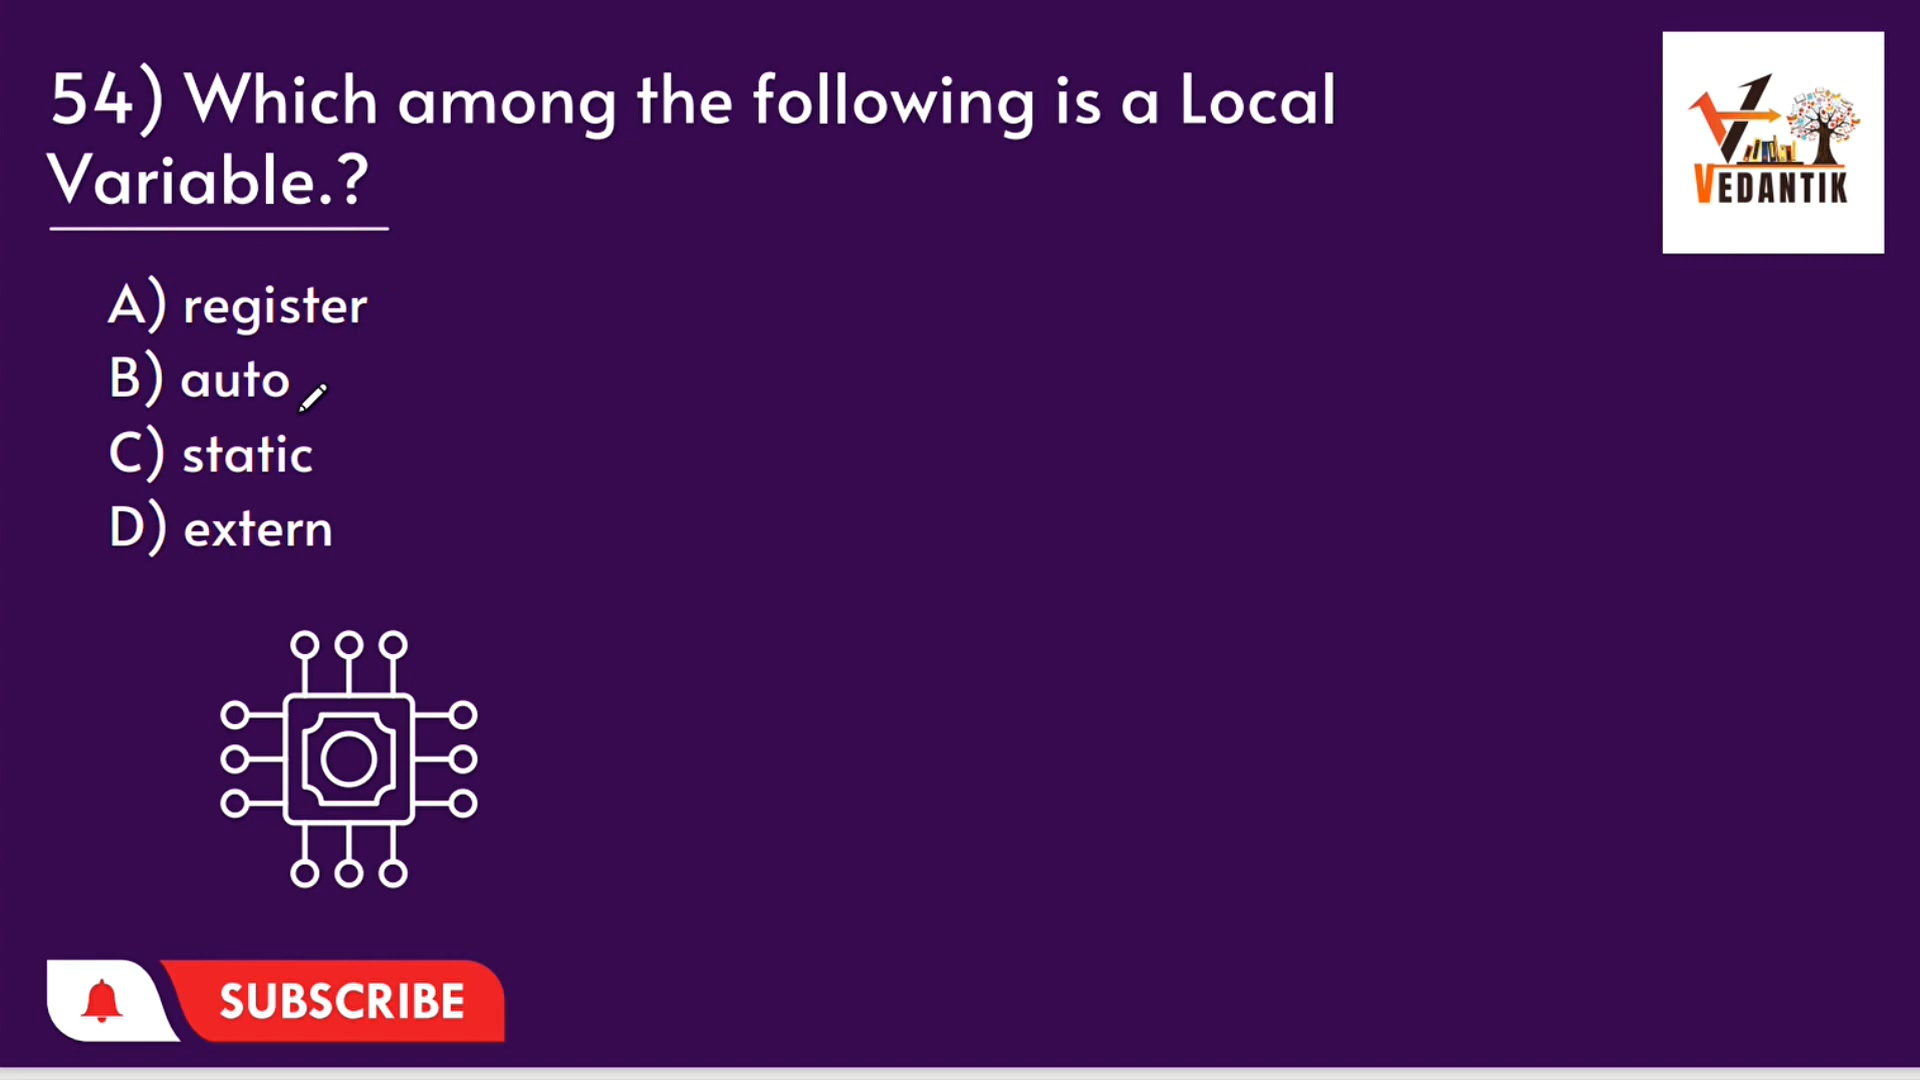 54) Which among the following is a Local
Variable.?
A) register
B) auto
C) static
D) extern
VEDANTIK
SUBSCRIBE